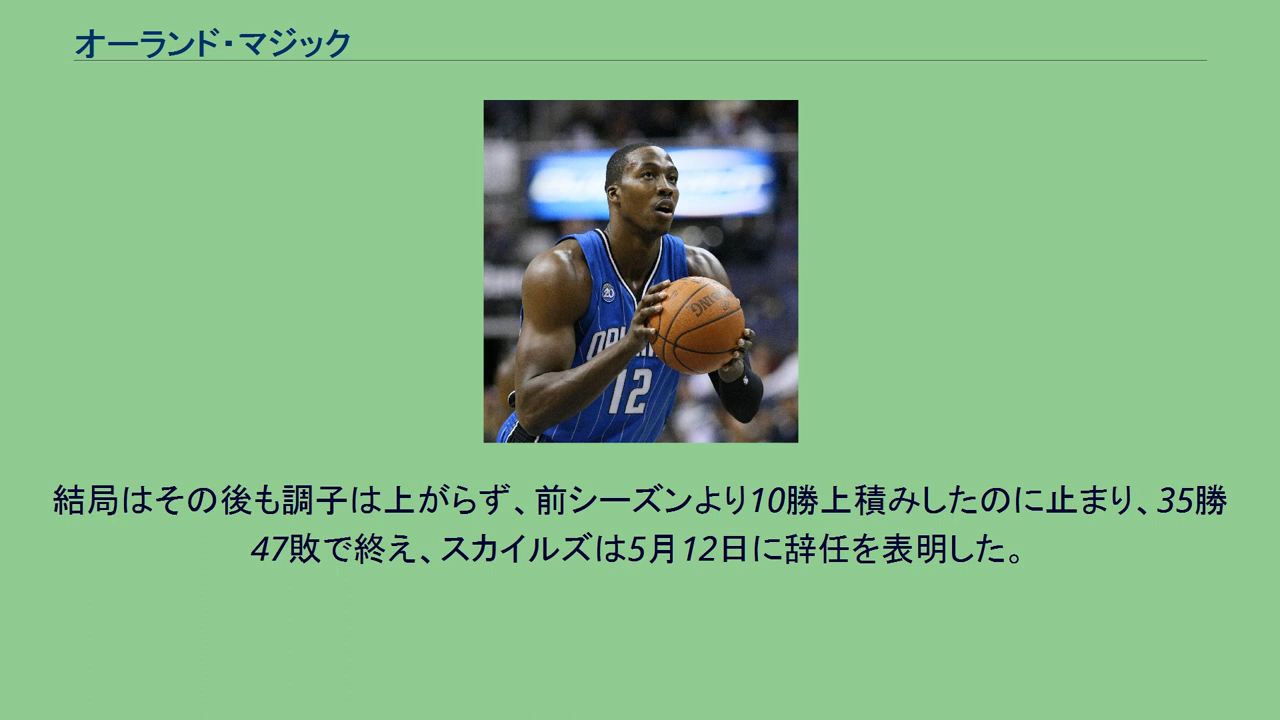 オーランド・マジック
20
SPALDING
12
結局はその後も調子は上がらず、前シーズンより10勝上積みしたのに止まり、35勝
47敗で終え、スカイルズは5月12日に辞任を表明した。